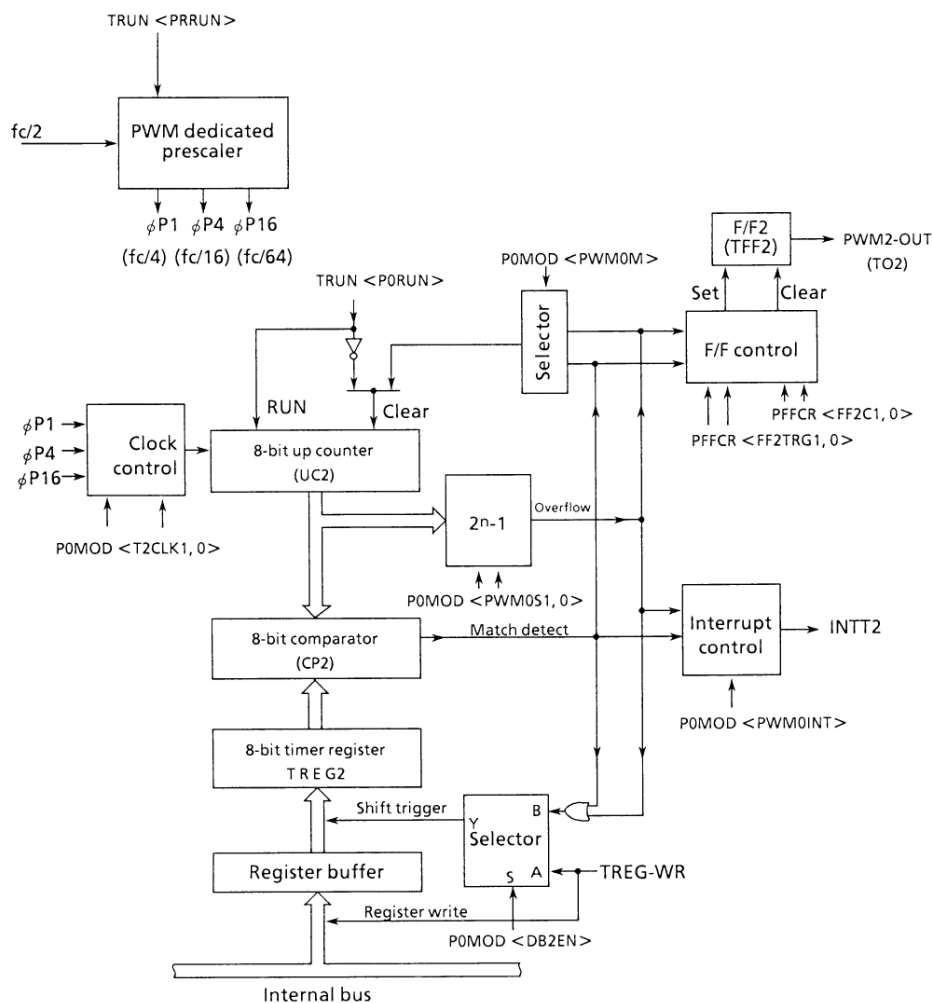 TRUN <PRRUN>
fc/2
PWM dedicated
prescaler
φP1 φP4 φP16
(fc/4) (fc/16) (fc/64)
TRUN <P0RUN>
P0MOD <PWM0M>
Selector
F/F2
(TFF2)
PWM2-OUT
(TO2)
Set Clear
F/F control
PFFCR <FF2C1, 0>
PFFCR <FF2TRG1, 0>
RUN
Clear
φP1
φP4
φP16
Clock
control
P0MOD <T2CLK1, 0>
8-bit up counter
(UC2)
2n-1
Overflow
P0MOD <PWM0S1, 0>
8-bit comparator
(CP2)
Match detect
Interrupt
control
INTT2
P0MOD <PWM0INT>
8-bit timer register
TREG2
Shift trigger
B
Y
Selector
A
S
TREG-WR
Register buffer
Register write
P0MOD <DB2EN>
Internal bus